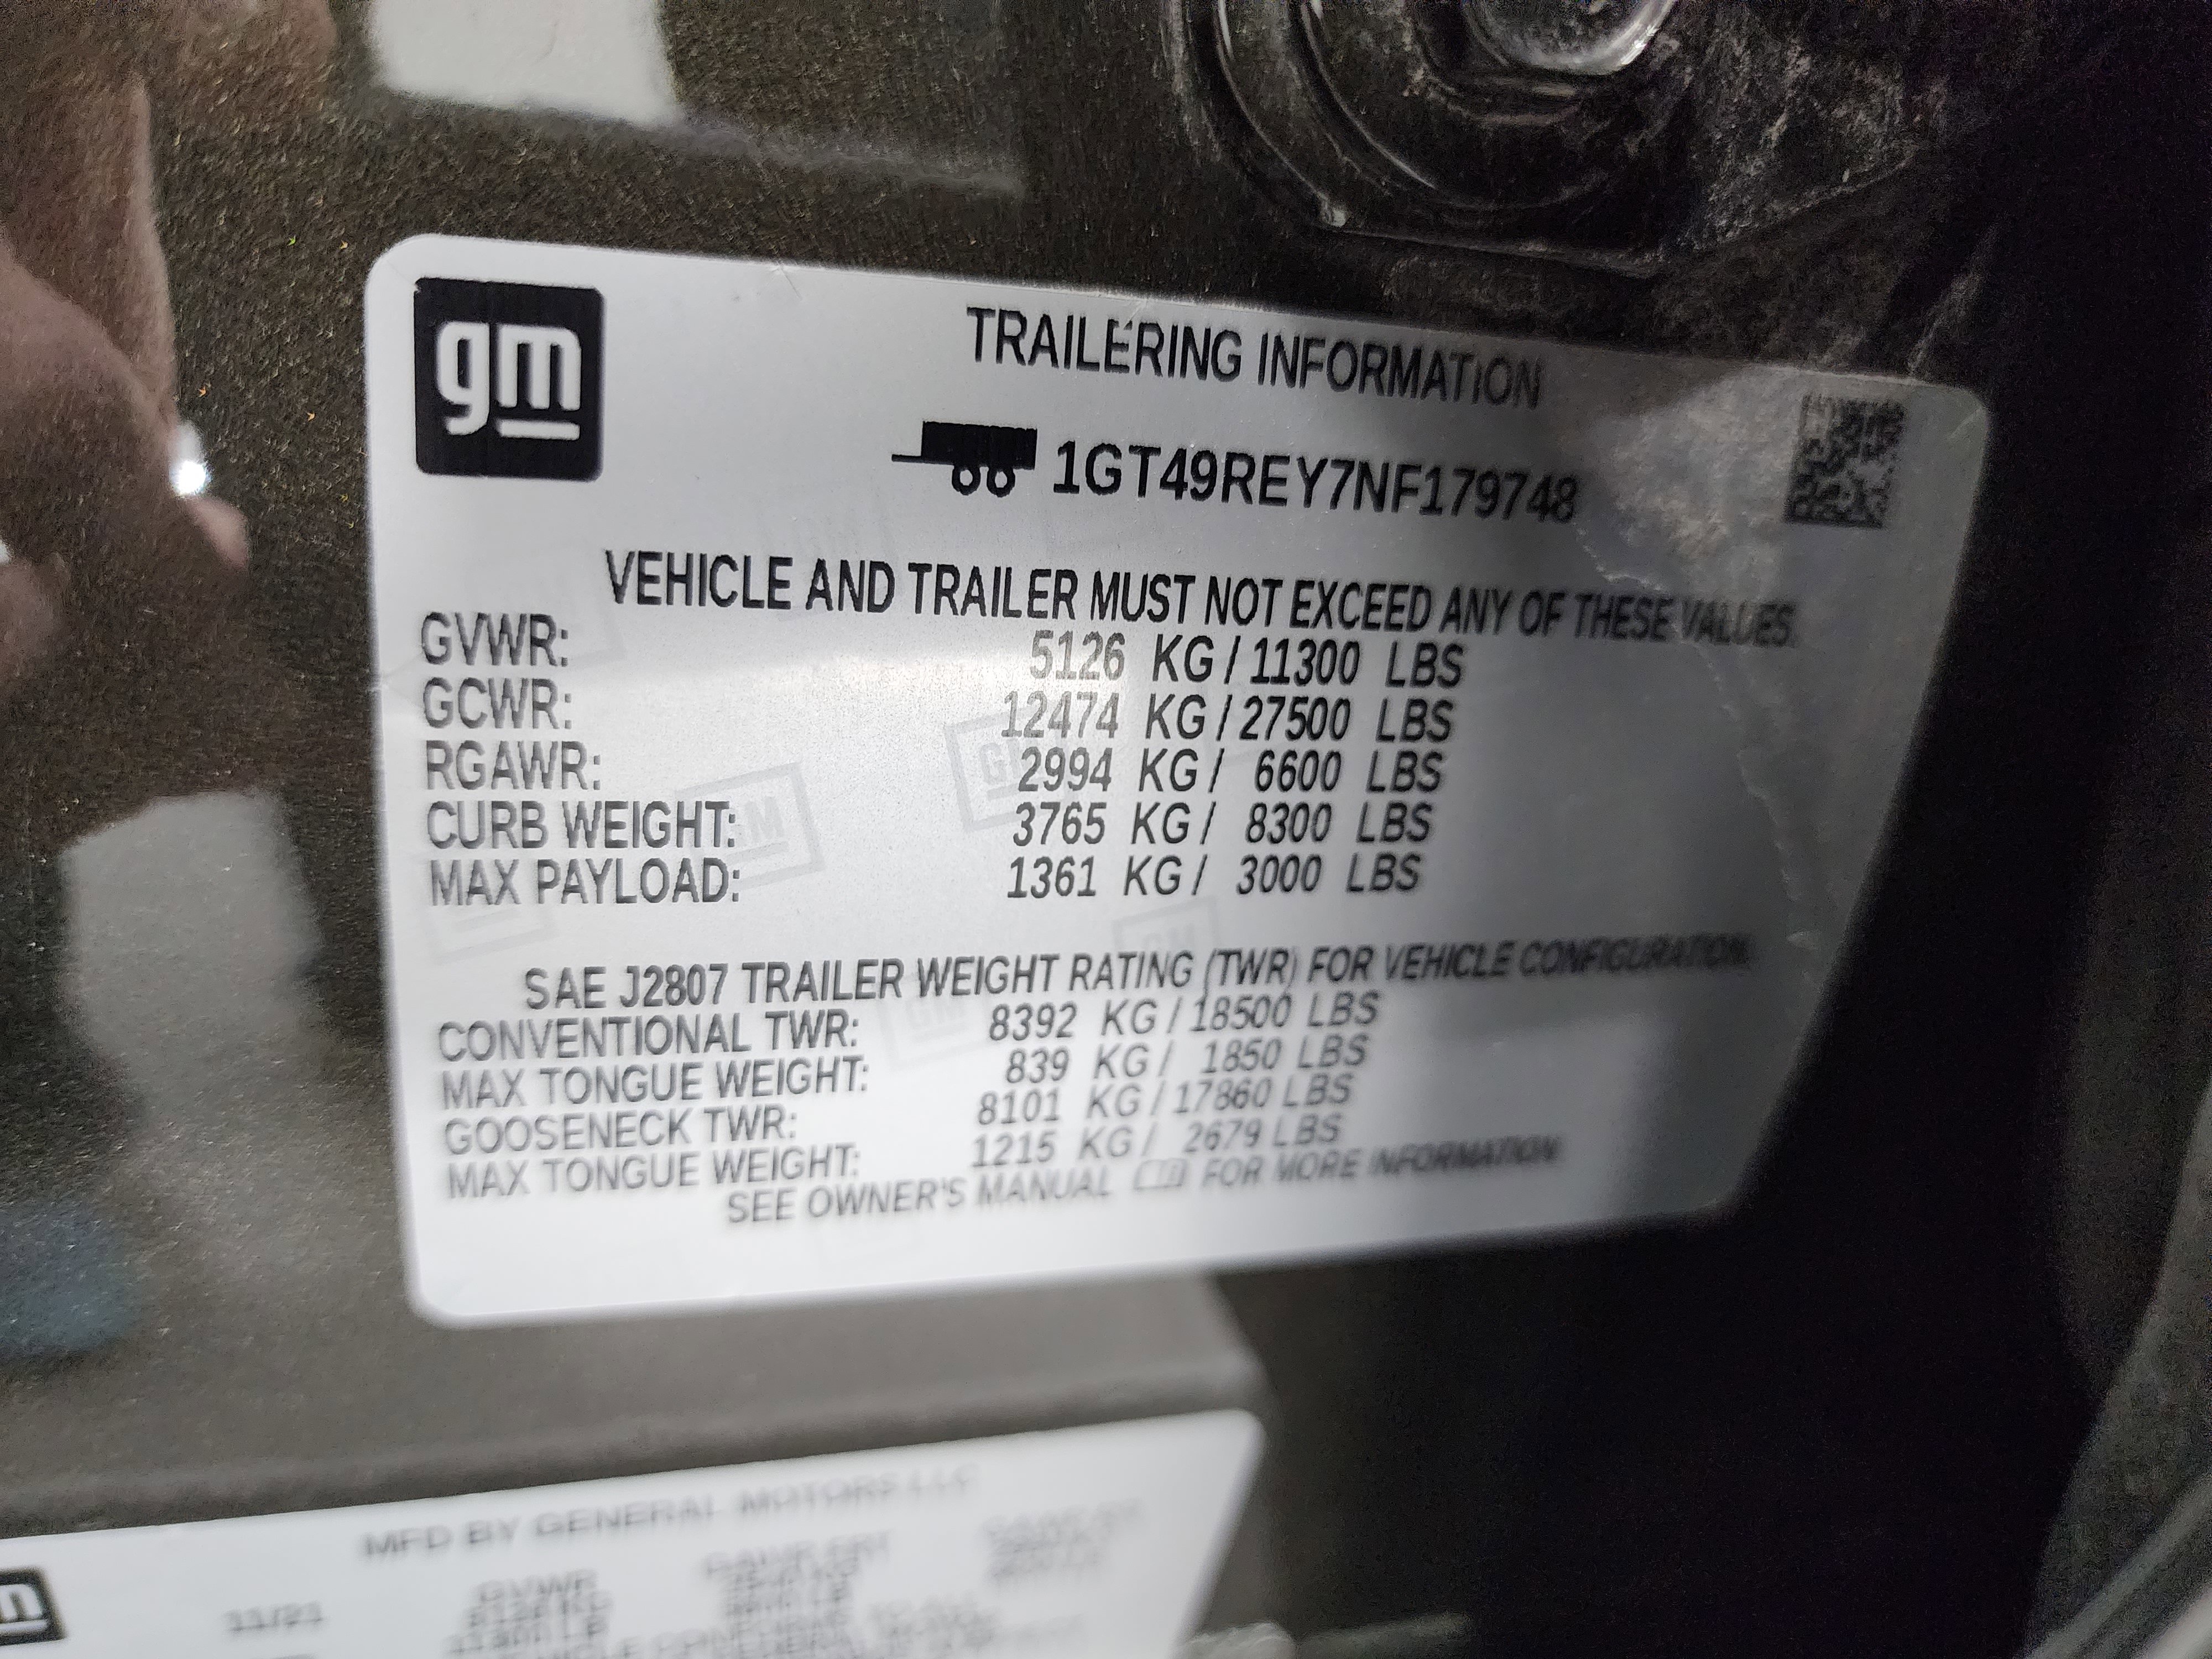 gm
TRAILERING INFORMATION
1GT49REY7NF179748
VEHICLE AND TRAILER MUST NOT EXCEED ANY OF THESE VALUES.
GVWR: 5126 KG / 11300 LBS
GCWR: 12474 KG / 27500 LBS
RGAWR: 2994 KG / 6600 LBS
CURB WEIGHT: 3765 KG / 8300 LBS
MAX PAYLOAD: 1361 KG / 3000 LBS
SAE J2807 TRAILER WEIGHT RATING (TWR) FOR VEHICLE CONFIGURATION.
CONVENTIONAL TWR: 8392 KG / 18500 LBS
MAX TONGUE WEIGHT: 839 KG / 1850 LBS
GOOSENECK TWR: 8101 KG / 17860 LBS
MAX TONGUE WEIGHT: 1215 KG / 2679 LBS
SEE OWNER'S MANUAL FOR MORE INFORMATION
MFD BY GENERAL MOTORS LLC
11/21 GVWR GAWR FRT